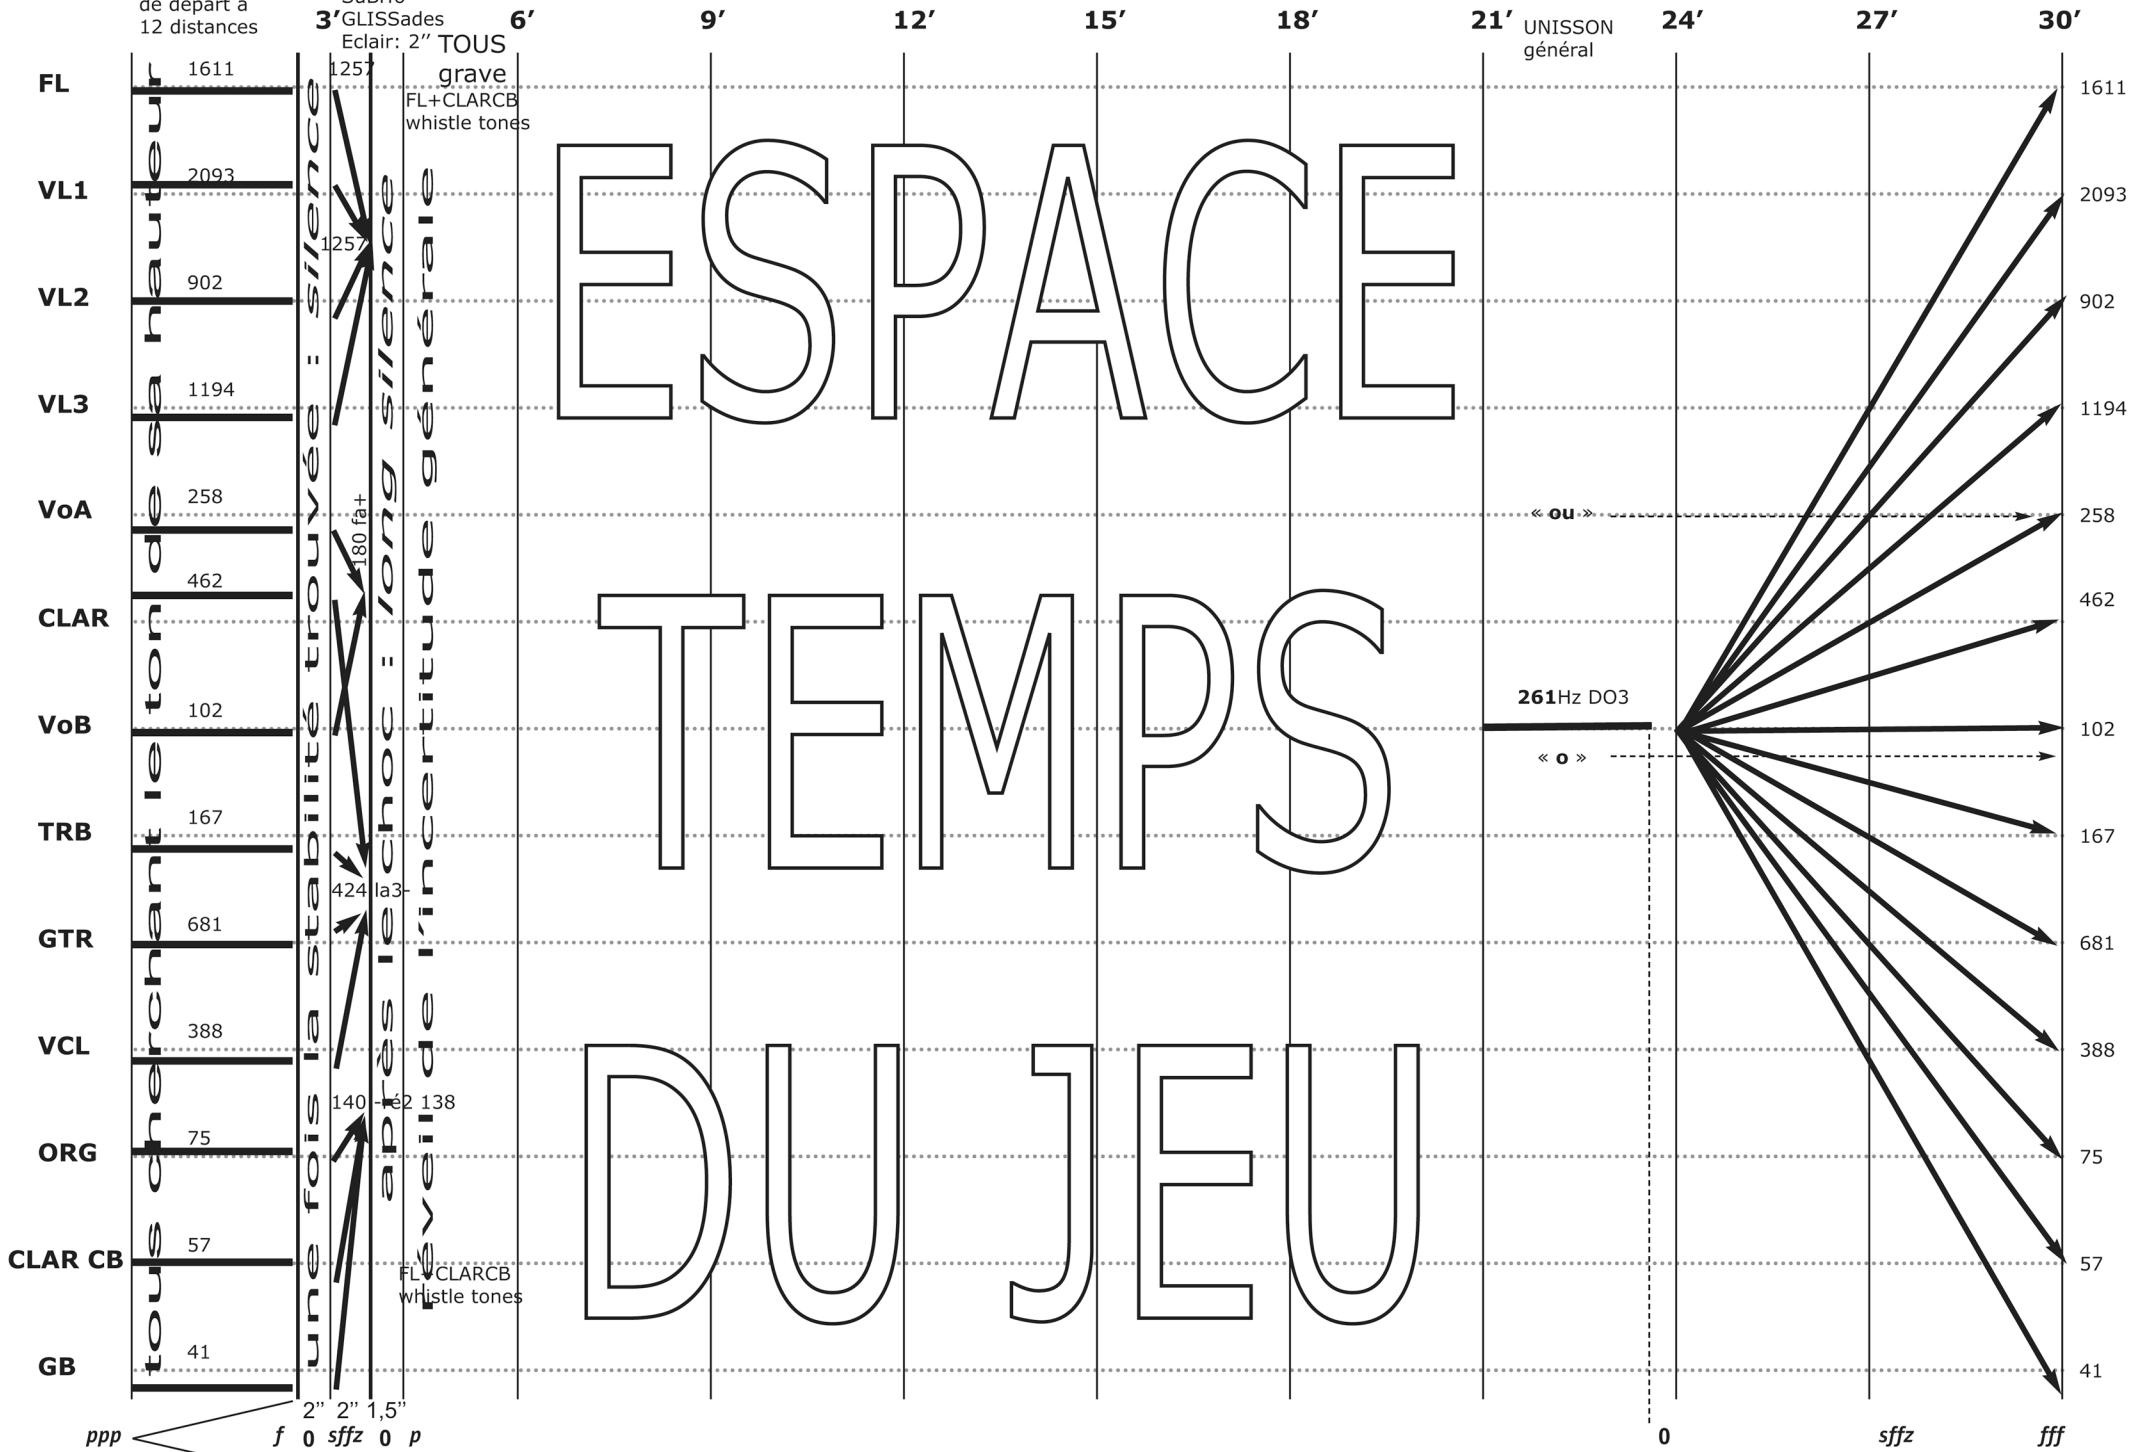 de départ à
12 distances
3’
GLISSades
Eclair: 2’’
TOUS
grave
6’
9’
12’
15’
18’
21’
UNISSON
général
24’
27’
30’
FL
1611
1257
FL+CLARCB
whistle tones
1611
VL1
2093
1257
2093
VL2
902
902
VL3
1194
1194
VoA
258
180 fa+
« ou »
258
CLAR
462
462
VoB
102
261Hz DO3
« o »
102
TRB
167
424 la3-
167
GTR
681
681
VCL
388
388
ORG
75
140 -ré2 138
75
CLAR CB
57
FL+CLARCB
whistle tones
57
GB
41
41
tous cherchant le ton de sa hauteur
une fois la stabilité trouvée : silence
après le choc : long silence
réveil de l’incertitude générale
ESPACE
TEMPS
DU JEU
2’’ 2’’ 1,5’’
ppp f 0 sffz 0 p 0 sffz fff